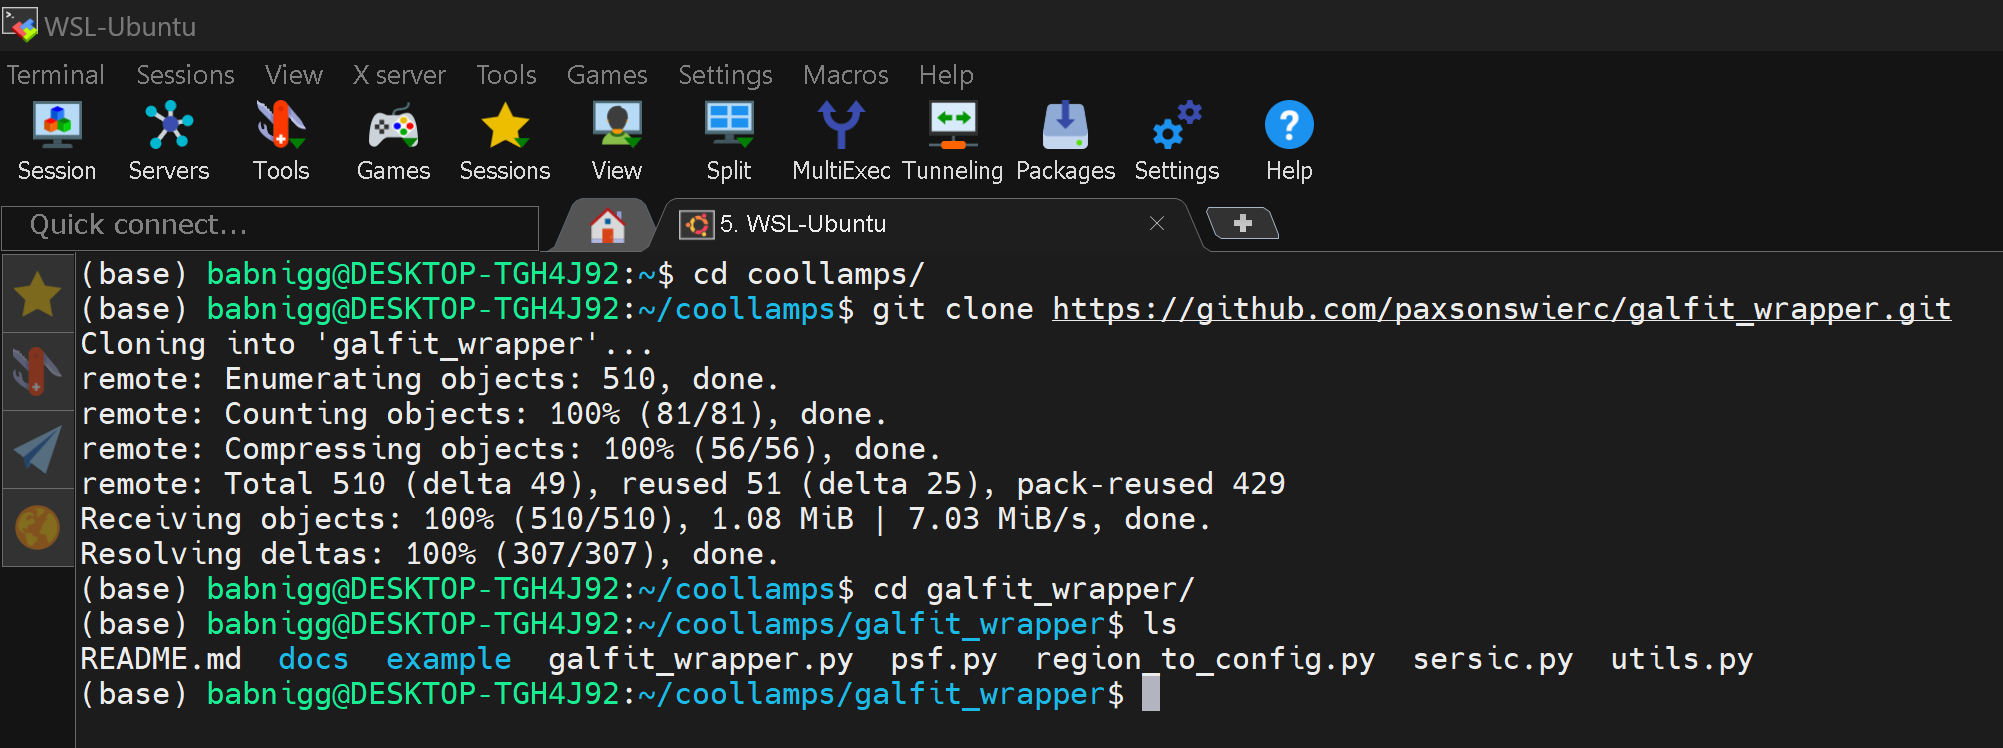 WSL-Ubuntu
Terminal Sessions View X server Tools Games Settings Macros Help
Session Servers Tools Games Sessions View Split MultiExec Tunneling Packages Settings Help
Quick connect... 5. WSL-Ubuntu
(base) babnigg@DESKTOP-TGH4J92:~$ cd coollamps/
(base) babnigg@DESKTOP-TGH4J92:~/coollamps$ git clone https://github.com/paxsonswierc/galfit_wrapper.git
Cloning into 'galfit_wrapper'...
remote: Enumerating objects: 510, done.
remote: Counting objects: 100% (81/81), done.
remote: Compressing objects: 100% (56/56), done.
remote: Total 510 (delta 49), reused 51 (delta 25), pack-reused 429
Receiving objects: 100% (510/510), 1.08 MiB | 7.03 MiB/s, done.
Resolving deltas: 100% (307/307), done.
(base) babnigg@DESKTOP-TGH4J92:~/coollamps$ cd galfit_wrapper/
(base) babnigg@DESKTOP-TGH4J92:~/coollamps/galfit_wrapper$ ls
README.md docs example galfit_wrapper.py psf.py region_to_config.py sersic.py utils.py
(base) babnigg@DESKTOP-TGH4J92:~/coollamps/galfit_wrapper$